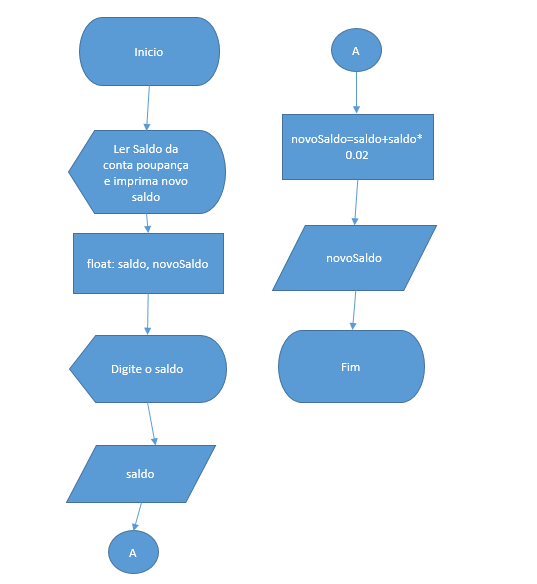 Inicio
Ler Saldo da
conta poupança
e imprima novo
saldo
float: saldo, novoSaldo
Digite o saldo
saldo
A
A
novoSaldo=saldo+saldo*
0.02
novoSaldo
Fim